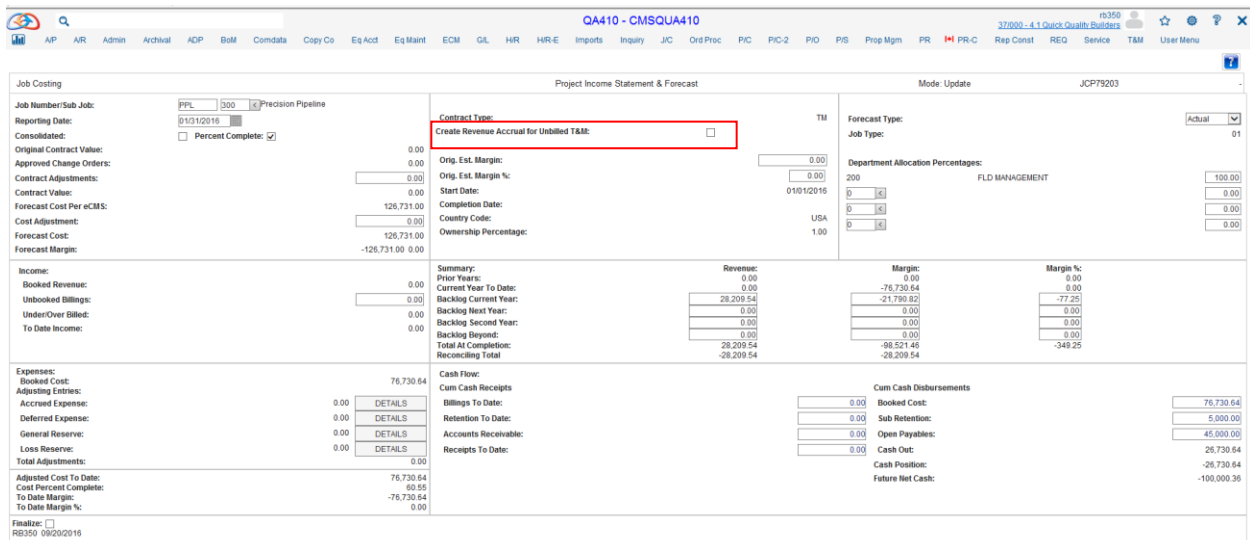 QA410 - CMSQUA410
rb350
37/000 - 4.1 Quick Quality Builders
A/P A/R Admin Archival ADP BoM Comdata Copy Co Eq Acct Eq Maint ECM G/L H/R H/R-E Imports Inquiry J/C Ord Proc P/C P/C-2 P/O P/S Prop Mgm PR PR-C Rep Const REQ Service T&M User Menu
Job Costing Project Income Statement & Forecast Mode: Update JCP79203 -
Job Number/Sub Job: PPL 300 < Precision Pipeline
Reporting Date: 01/31/2016
Consolidated: Percent Complete:
Original Contract Value: 0.00
Approved Change Orders: 0.00
Contract Adjustments: 0.00
Contract Value: 0.00
Forecast Cost Per eCMS: 126,731.00
Cost Adjustment: 0.00
Forecast Cost: 126,731.00
Forecast Margin: -126,731.00 0.00
Contract Type: TM
Create Revenue Accrual for Unbilled T&M:
Orig. Est. Margin: 0.00
Orig. Est. Margin %: 0.00
Start Date: 01/01/2016
Completion Date:
Country Code: USA
Ownership Percentage: 1.00
Forecast Type: Actual
Job Type: 01
Department Allocation Percentages:
200 FLD MANAGEMENT 100.00
0 < 0.00
0 < 0.00
0 < 0.00
Income:
Booked Revenue: 0.00
Unbooked Billings: 0.00
Under/Over Billed: 0.00
To Date Income: 0.00
Summary: Revenue: Margin: Margin %:
Prior Years: 0.00 0.00 0.00
Current Year To Date: 0.00 -76,730.64 0.00
Backlog Current Year: 28,209.54 -21,790.82 -77.25
Backlog Next Year: 0.00 0.00 0.00
Backlog Second Year: 0.00 0.00 0.00
Backlog Beyond: 0.00 0.00 0.00
Total At Completion: 28,209.54 -98,521.46 -349.25
Reconciling Total -28,209.54 -28,209.54
Expenses:
Booked Cost: 76,730.64
Adjusting Entries:
Accrued Expense: 0.00 DETAILS
Deferred Expense: 0.00 DETAILS
General Reserve: 0.00 DETAILS
Loss Reserve: 0.00 DETAILS
Total Adjustments: 0.00
Adjusted Cost To Date: 76,730.64
Cost Percent Complete: 60.55
To Date Margin: -76,730.64
To Date Margin %: 0.00
Cash Flow:
Cum Cash Receipts
Billings To Date: 0.00
Retention To Date: 0.00
Accounts Receivable: 0.00
Receipts To Date: 0.00
Cum Cash Disbursements
Booked Cost: 76,730.64
Sub Retention: 5,000.00
Open Payables: 45,000.00
Cash Out: 26,730.64
Cash Position: -26,730.64
Future Net Cash: -100,000.36
Finalize:
RB350 09/20/2016